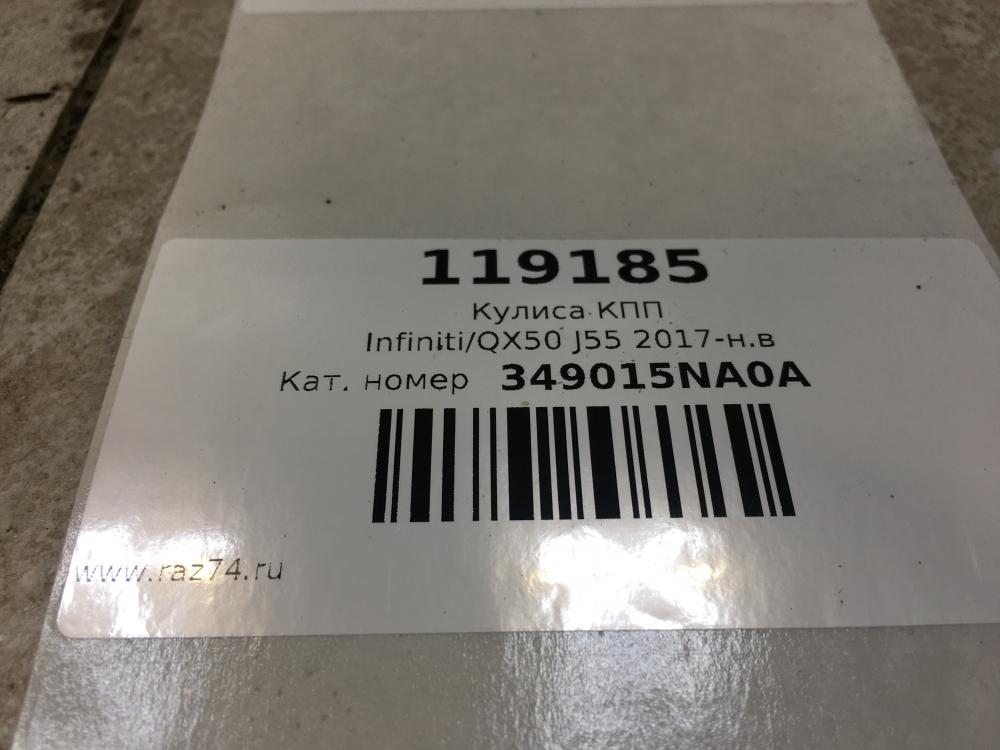 119185
Кулиса КПП
Infiniti/QX50 J55 2017-н.в
Кат. номер 349015NA0A
www.raz74.ru